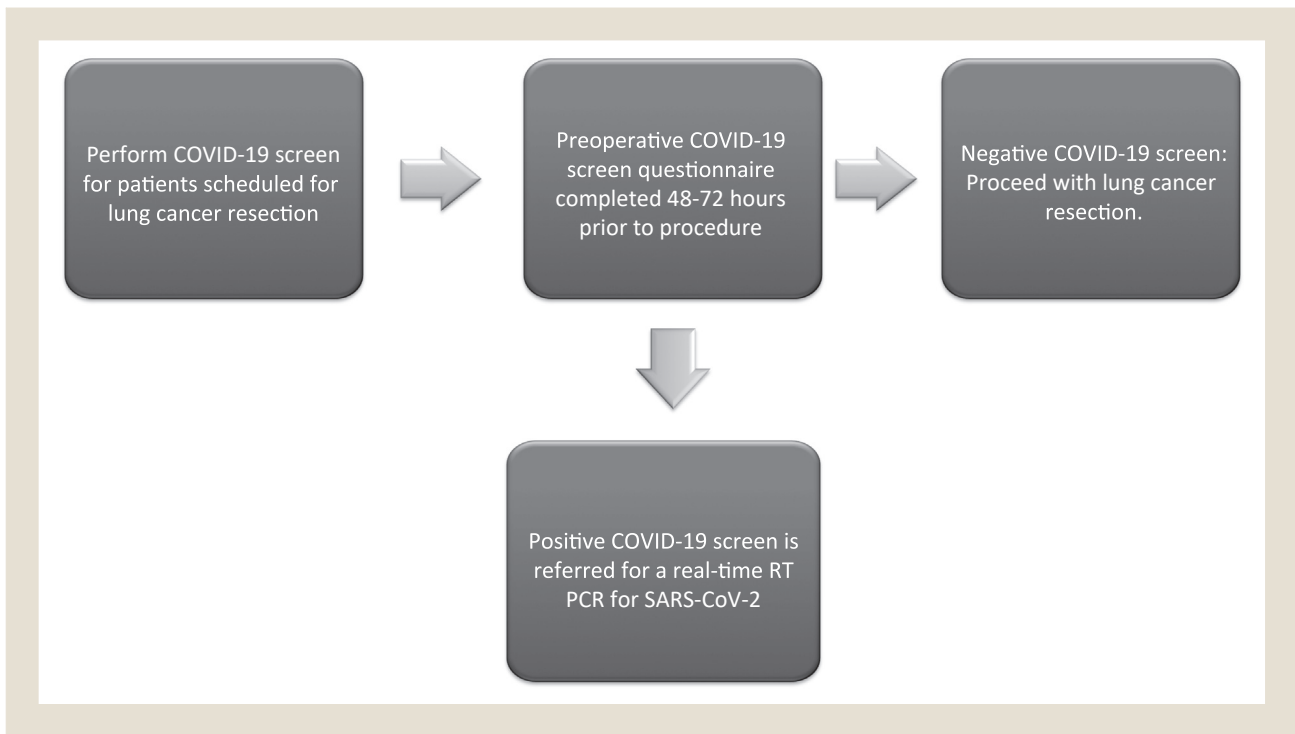 Perform COVID-19 screen
for patients scheduled for
lung cancer resection
Preoperative COVID-19
screen questionnaire
completed 48-72 hours
prior to procedure
Negative COVID-19 screen:
Proceed with lung cancer
resection.
Positive COVID-19 screen is
referred for a real-time RT
PCR for SARS-CoV-2